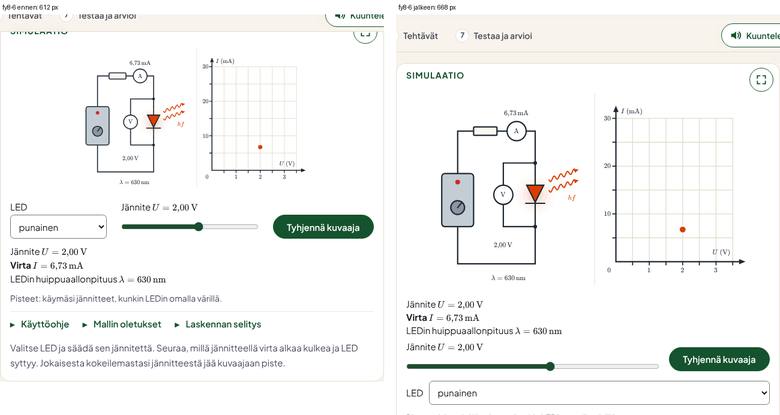 fy8-6 ennen: 612 px
Tehtävät 7 Testaa ja arvioi Kuuntele
SIMULAATIO
6,73 mA
A
V
2,00 V
hf
λ = 630 nm
I (mA)
30
20
10
0 1 2 3
U (V)
LED
punainen
Jännite U = 2,00 V
Tyhjennä kuvaaja
Jännite U = 2,00 V
Virta I = 6,73 mA
LEDin huippuaallonpituus λ = 630 nm
Pisteet: käymäsi jännitteet, kunkin LEDin omalla värillä.
▸ Käyttöohje ▸ Mallin oletukset ▸ Laskennan selitys
Valitse LED ja säädä sen jännitettä. Seuraa, millä jännitteellä virta alkaa kulkea ja LED
syttyy. Jokaisesta kokeilemastasi jännitteestä jää kuvaajaan piste.
fy8-6 jalkeen: 668 px
Tehtävät 7 Testaa ja arvioi Kuuntele
SIMULAATIO
6,73 mA
A
V
2,00 V
hf
λ = 630 nm
I (mA)
30
20
10
0 1 2 3
U (V)
Jännite U = 2,00 V
Virta I = 6,73 mA
LEDin huippuaallonpituus λ = 630 nm
Jännite U = 2,00 V
Tyhjennä kuvaaja
LED punainen